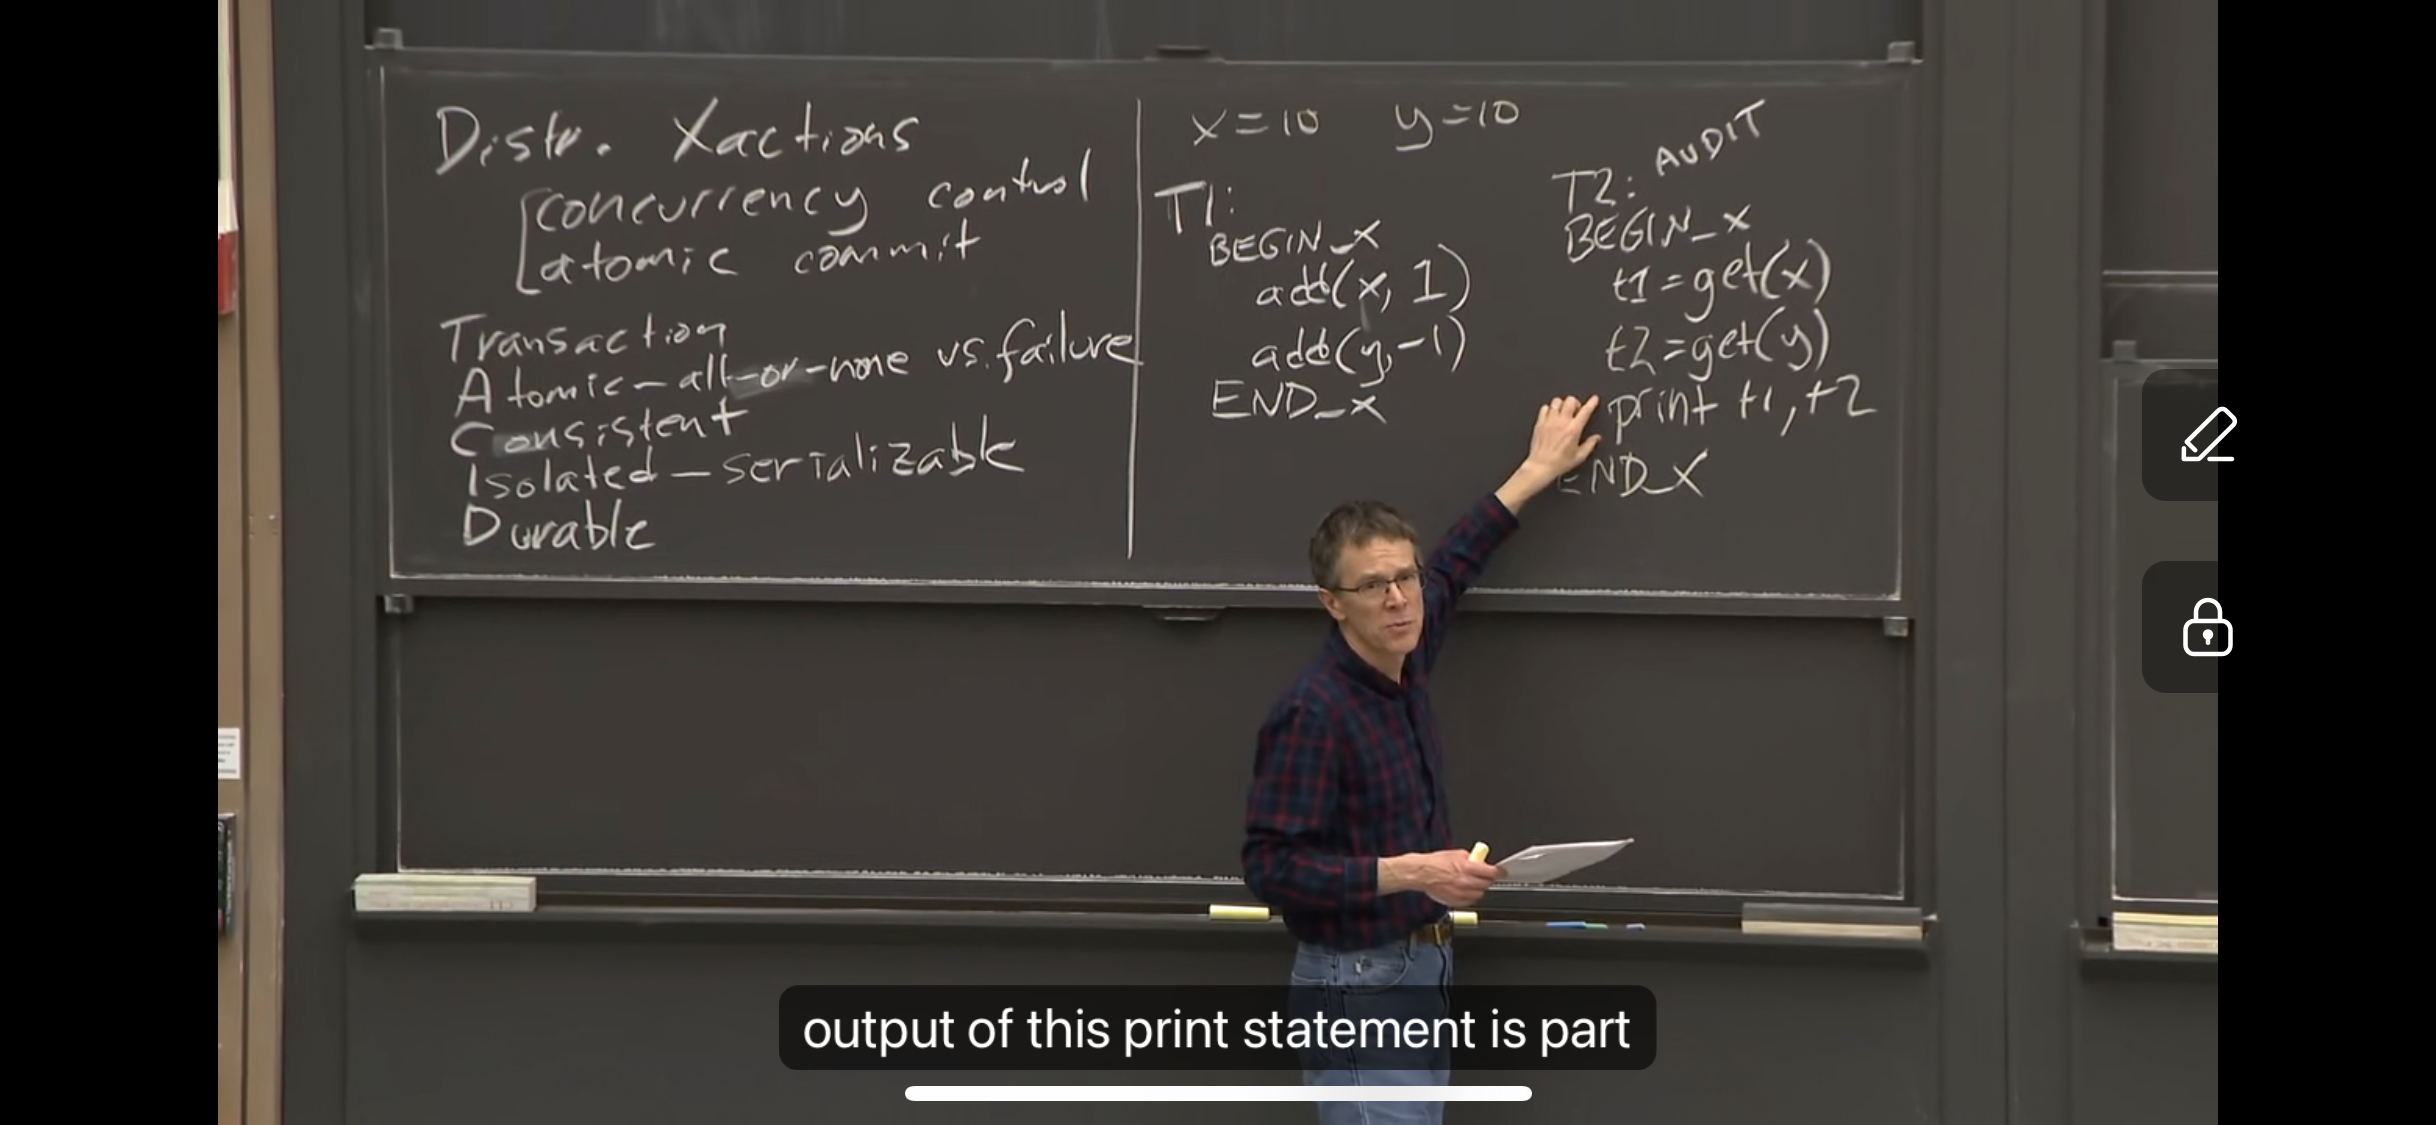 Distr. Xactions
concurrency control
atomic commit
Transaction
Atomic - all-or-none vs. failure
Consistent
Isolated - serializable
Durable
x=10 y=10
T1:
BEGIN_X
add(x, 1)
add(y, -1)
END_X
T2: AUDIT
BEGIN_X
t1=get(x)
t2=get(y)
print t1, t2
END_X
output of this print statement is part